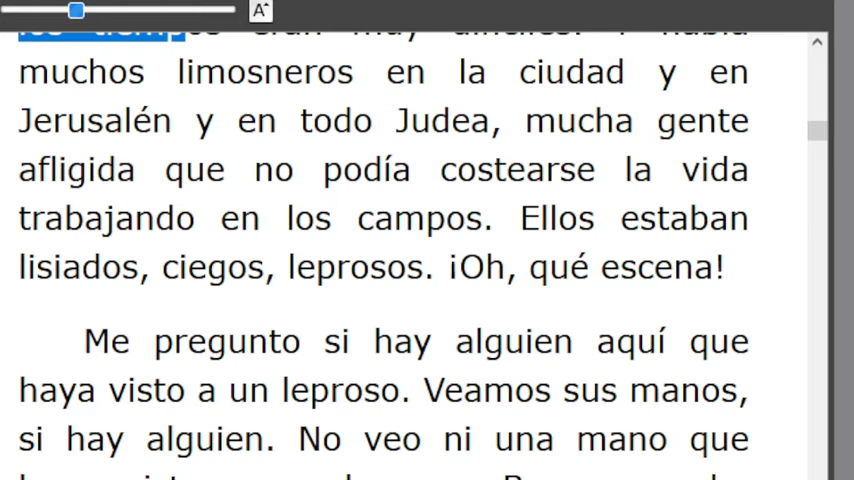 A
muchos limosneros en la ciudad y en
Jerusalén y en todo Judea, mucha gente
afligida que no podía costearse la vida
trabajando en los campos. Ellos estaban
lisiados, ciegos, leprosos. ¡Oh, qué escena!
Me pregunto si hay alguien aquí que
haya visto a un leproso. Veamos sus manos,
si hay alguien. No veo ni una mano que